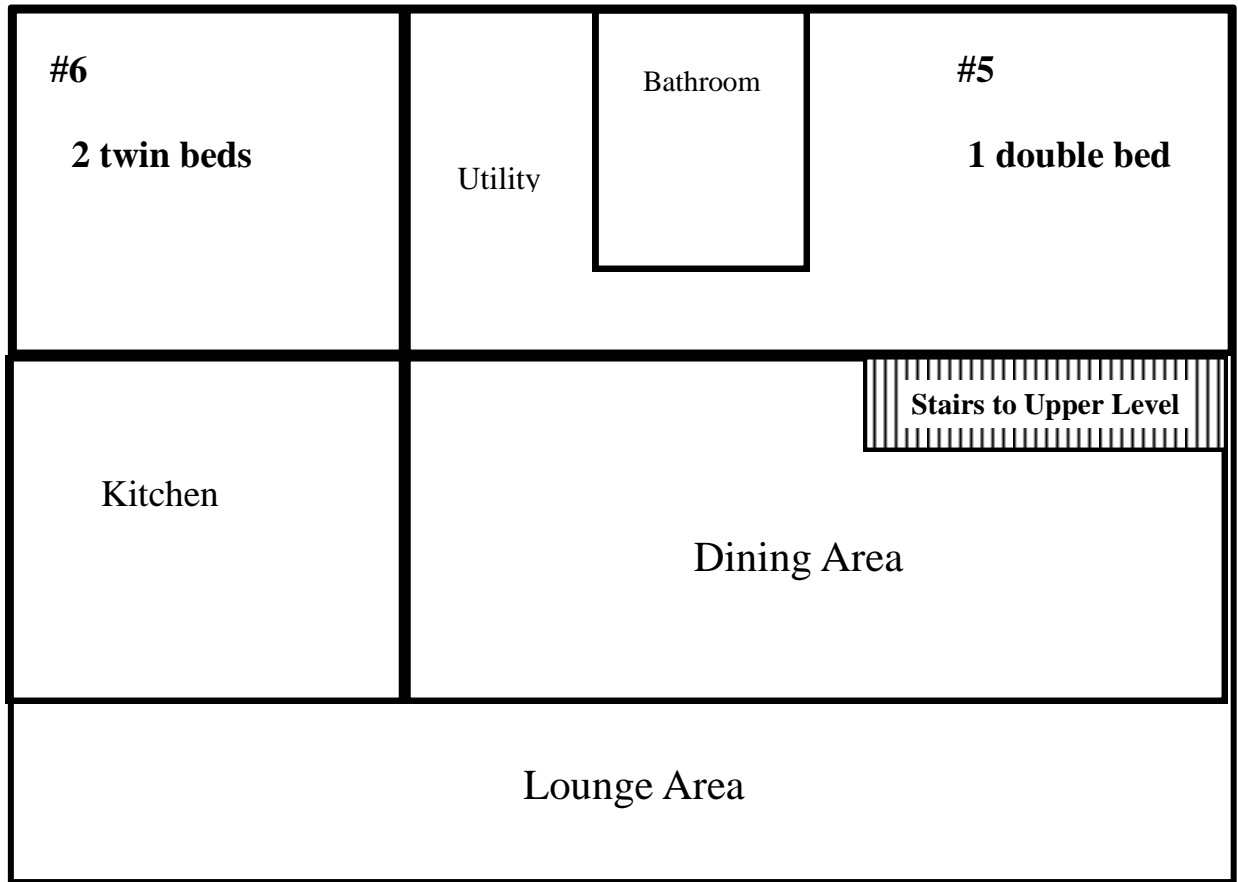 #6
2 twin beds
Utility
Bathroom
#5
1 double bed
Stairs to Upper Level
Kitchen
Dining Area
Lounge Area